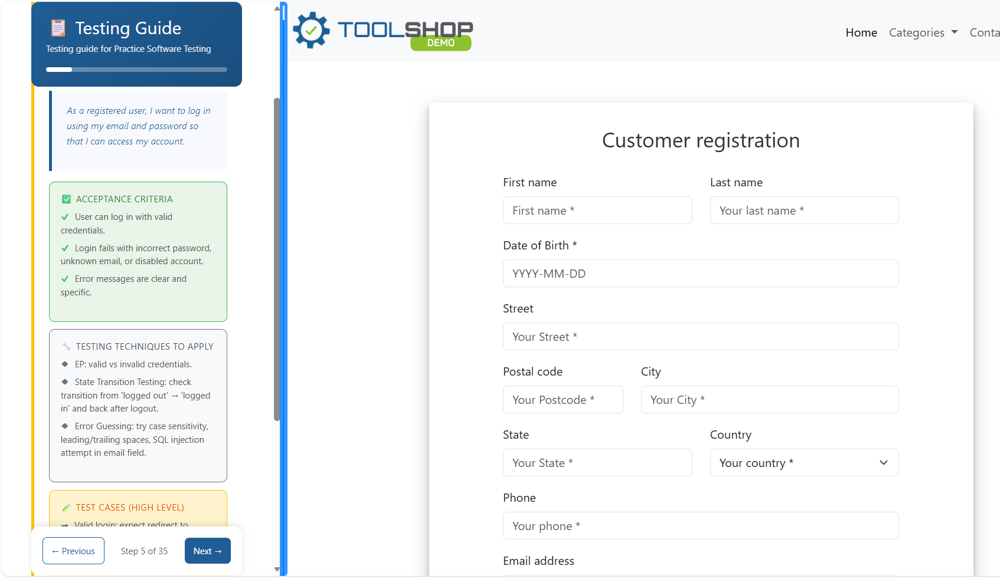 Testing Guide
Testing guide for Practice Software Testing
As a registered user, I want to log in
using my email and password so
that I can access my account.
ACCEPTANCE CRITERIA
User can log in with valid
credentials.
Login fails with incorrect password,
unknown email, or disabled account.
Error messages are clear and
specific.
TESTING TECHNIQUES TO APPLY
EP: valid vs invalid credentials.
State Transition Testing: check
transition from 'logged out' → 'logged
in' and back after logout.
Error Guessing: try case sensitivity,
leading/trailing spaces, SQL injection
attempt in email field.
TEST CASES (HIGH LEVEL)
→ Valid login: expect redirect to
← Previous
Step 5 of 35
Next →
TOOLSHOP
DEMO
Home
Categories
Conta
Customer registration
First name
Last name
First name *
Your last name *
Date of Birth *
YYYY-MM-DD
Street
Your Street *
Postal code
City
Your Postcode *
Your City *
State
Country
Your State *
Your country *
Phone
Your phone *
Email address